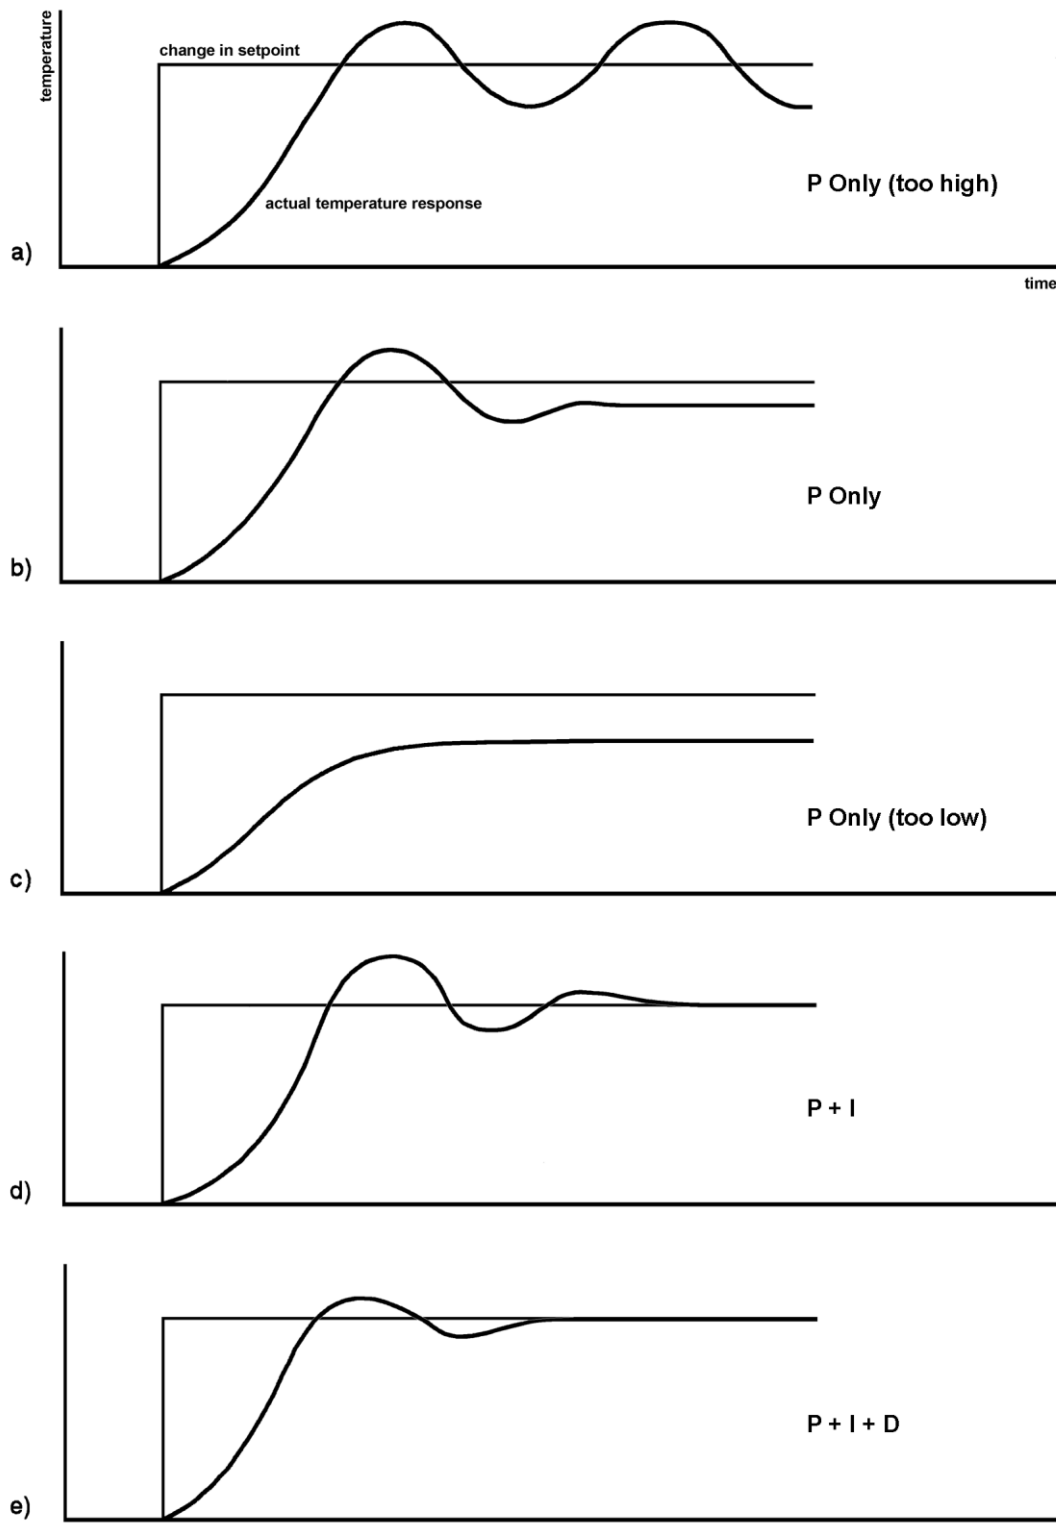 temperature
change in setpoint
actual temperature response
P Only (too high)
a)
time
P Only
b)
P Only (too low)
c)
P + I
d)
P + I + D
e)